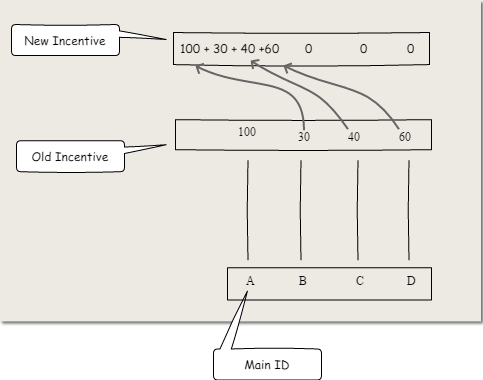 New Incentive
100 + 30 + 40 +60 0 0 0
Old Incentive
100 30 40 60
A B C D
Main ID